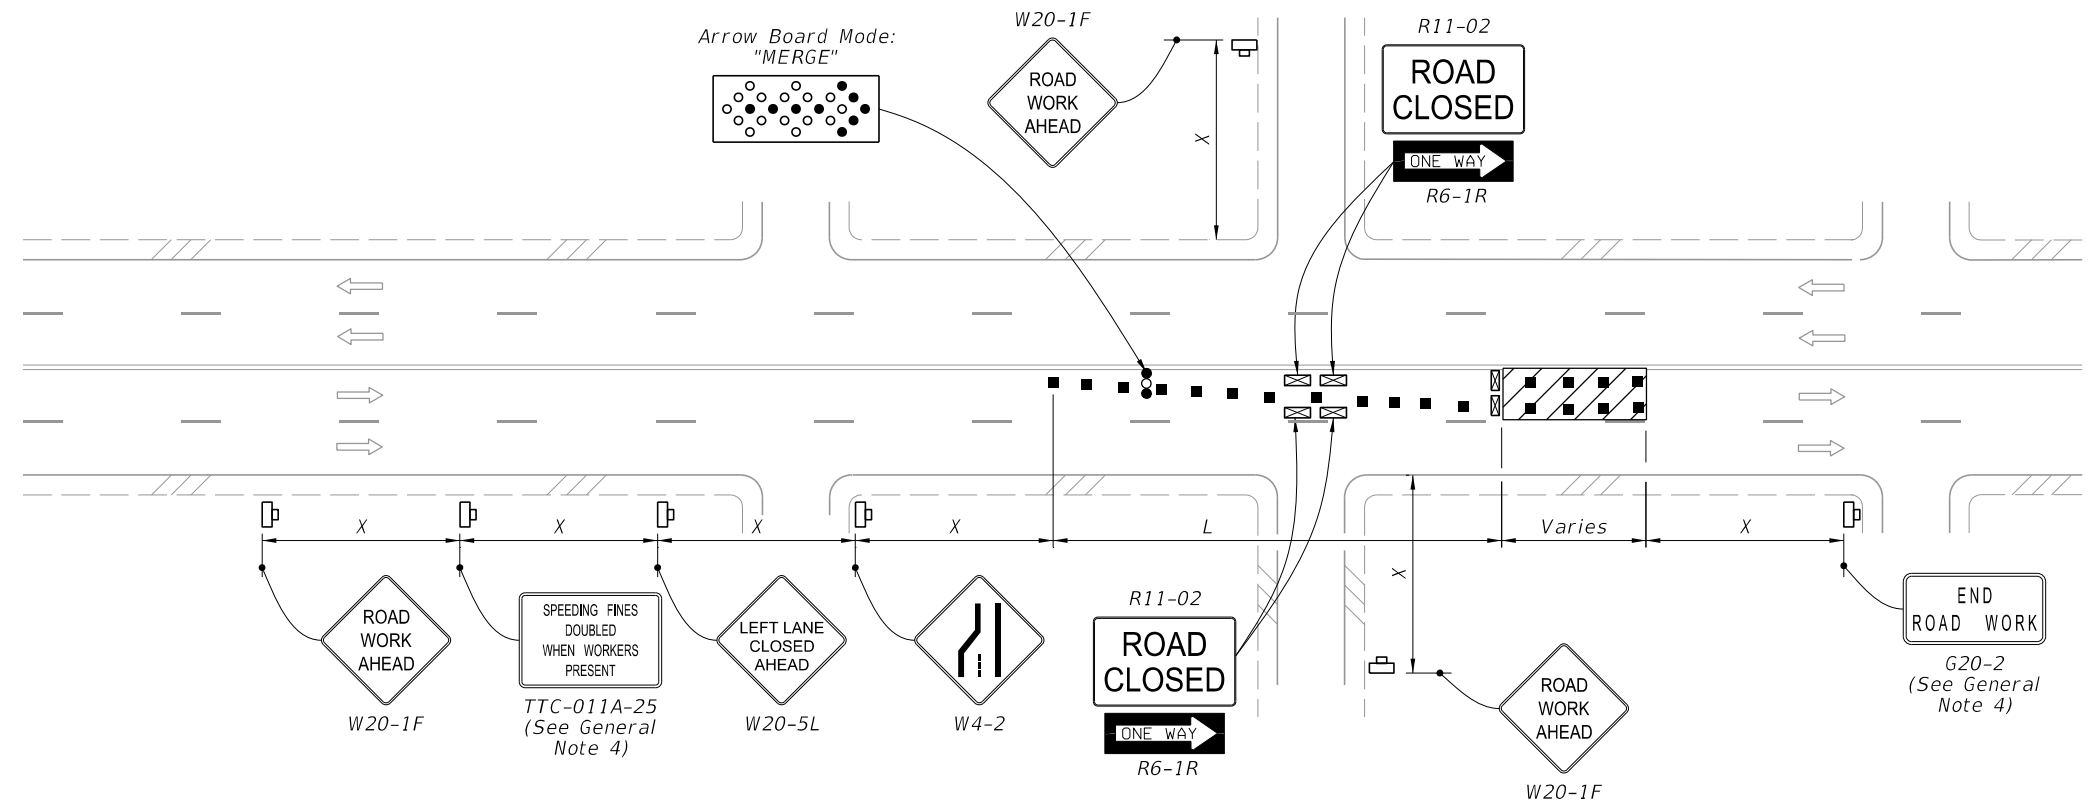 W20-1F
R11-02
Arrow Board Mode:
"MERGE"
ROAD
WORK
AHEAD
ROAD
CLOSED
X
ONE WAY
R6-1R
X
X
X
X
L
Varies
X
X
ROAD
WORK
AHEAD
W20-1F
SPEEDING FINES
DOUBLED
WHEN WORKERS
PRESENT
TTC-011A-25
(See General
Note 4)
LEFT LANE
CLOSED
AHEAD
W20-5L
W4-2
R11-02
ROAD
CLOSED
ONE WAY
R6-1R
ROAD
WORK
AHEAD
W20-1F
END
ROAD WORK
G20-2
(See General
Note 4)